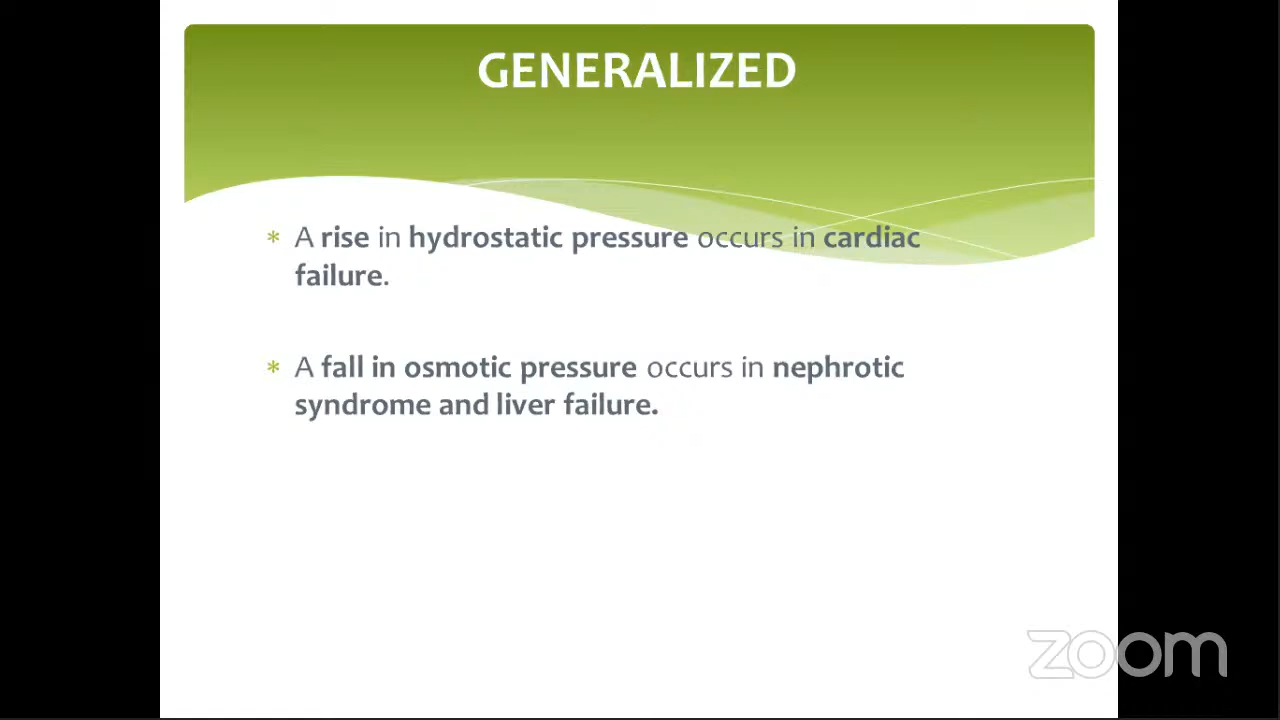 GENERALIZED
* A rise in hydrostatic pressure occurs in cardiac
failure.
* A fall in osmotic pressure occurs in nephrotic
syndrome and liver failure.
zoom